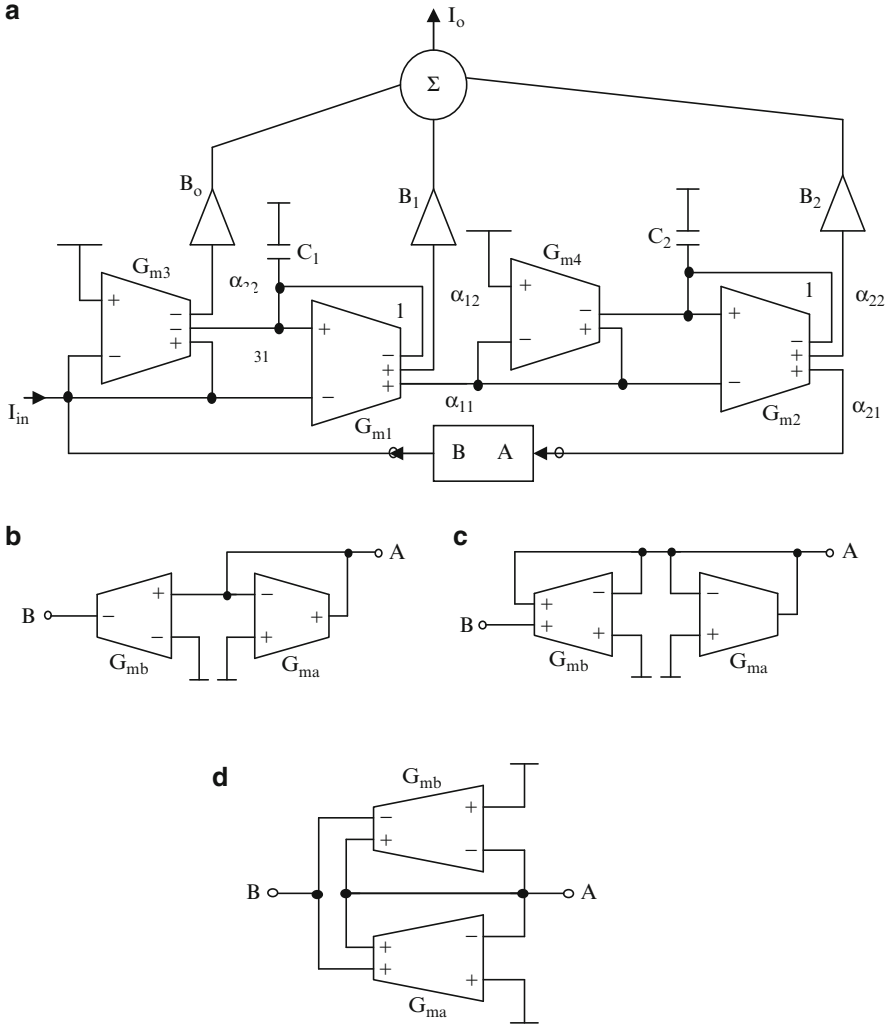 a
I_o
Σ
B_o
B_1
B_2
C_1
C_2
G_m3
G_m4
α_22
1
α_12
1
α_22
+
−
−
−
+
+
−
−
+
+
+
−
−
+
+
−
−
+
+
31
α_11
α_21
I_in
G_m1
G_m2
B A
b
c
A
A
B
B
+
−
−
−
+
+
+
+
−
+
−
+
G_mb
G_ma
G_mb
G_ma
d
G_mb
−
+
+
−
B
A
+
+
−
+
G_ma